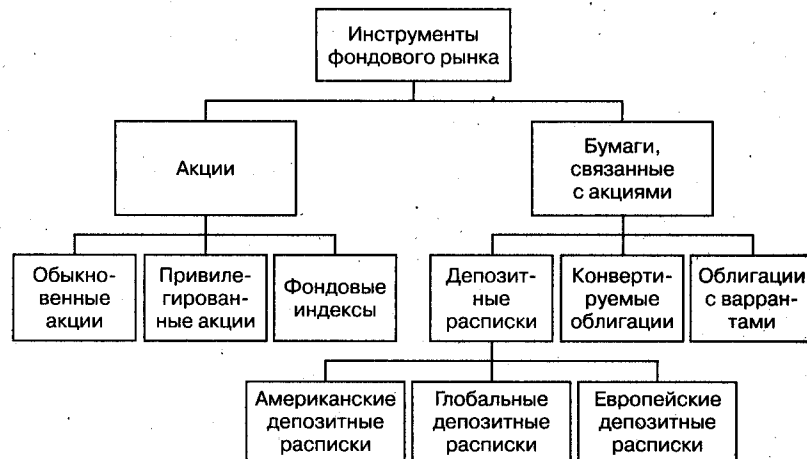 Инструменты
фондового рынка
Акции
Бумаги,
связанные
с акциями
Обыкно-
венные
акции
Привиле-
гирован-
ные акции
Фондовые
индексы
Депозит-
ные
расписки
Конверти-
руемые
облигации
Облигации
с варран-
тами
Американские
депозитные
расписки
Глобальные
депозитные
расписки
Европейские
депозитные
расписки